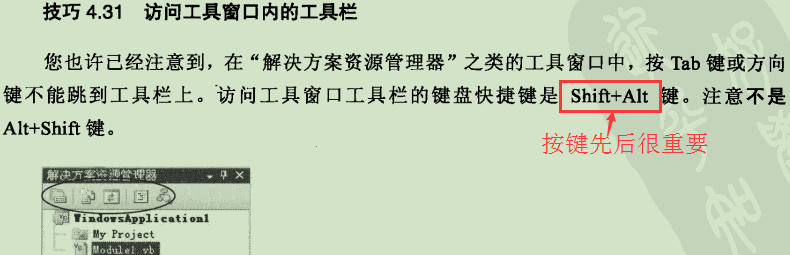 技巧 4.31 访问工具窗口内的工具栏
您也许已经注意到，在“解决方案资源管理器”之类的工具窗口中，按 Tab 键或方向
键不能跳到工具栏上。访问工具窗口工具栏的键盘快捷键是 Shift+Alt 键。注意不是
Alt+Shift 键。
按键先后很重要
解决方案资源管理器
WindowsApplication1
My Project
Module1.vb